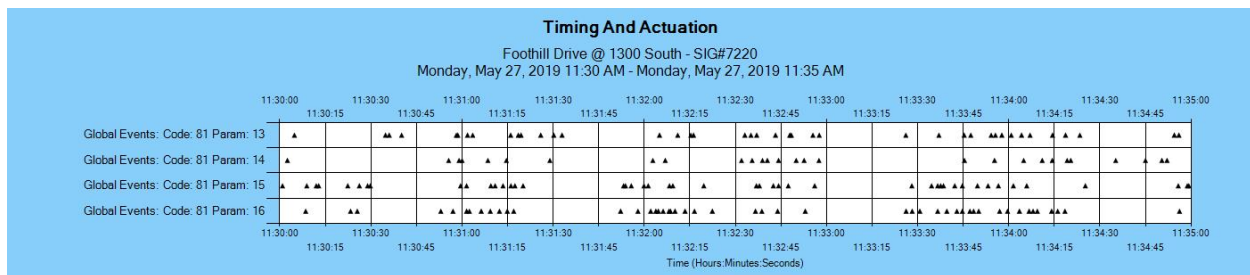 Timing And Actuation
Foothill Drive @ 1300 South - SIG#7220
Monday, May 27, 2019 11:30 AM - Monday, May 27, 2019 11:35 AM
11:30:00 11:30:30 11:31:00 11:31:30 11:32:00 11:32:30 11:33:00 11:33:30 11:34:00 11:34:30 11:35:00
11:30:15 11:30:45 11:31:15 11:31:45 11:32:15 11:32:45 11:33:15 11:33:45 11:34:15 11:34:45
Global Events: Code: 81 Param: 13
Global Events: Code: 81 Param: 14
Global Events: Code: 81 Param: 15
Global Events: Code: 81 Param: 16
11:30:00 11:30:30 11:31:00 11:31:30 11:32:00 11:32:30 11:33:00 11:33:30 11:34:00 11:34:30 11:35:00
11:30:15 11:30:45 11:31:15 11:31:45 11:32:15 11:32:45 11:33:15 11:33:45 11:34:15 11:34:45
Time (Hours:Minutes:Seconds)